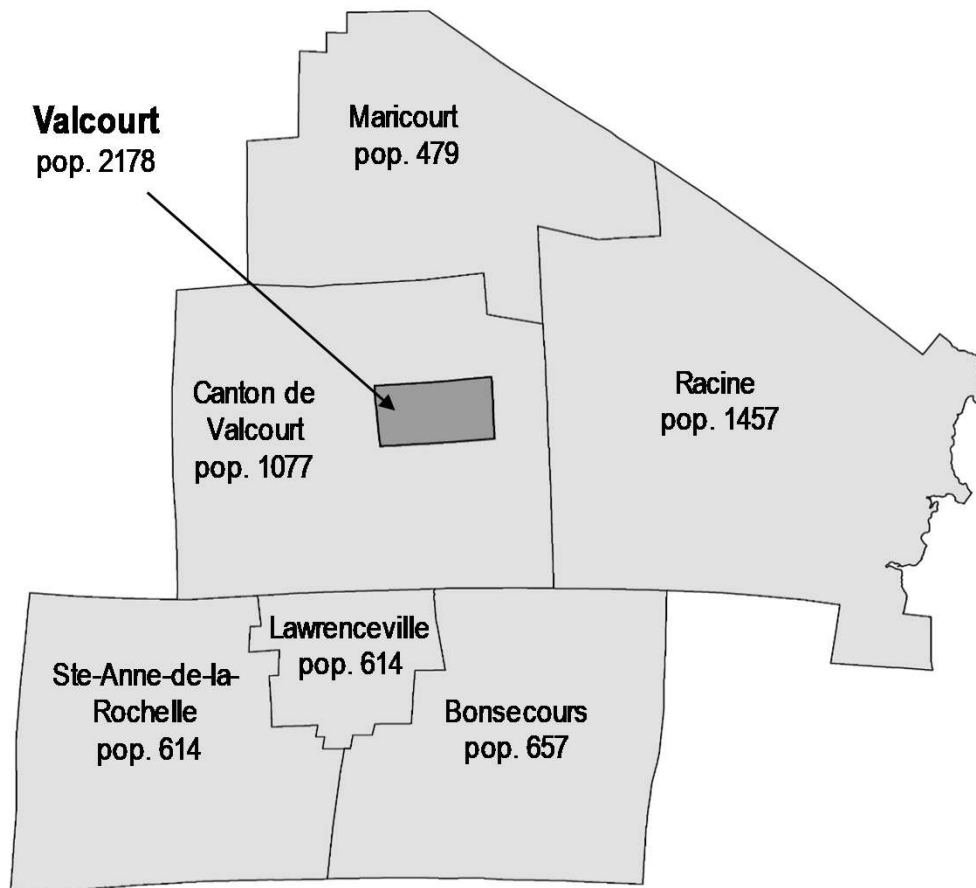 Valcourt
pop. 2178
Maricourt
pop. 479
Canton de
Valcourt
pop. 1077
Racine
pop. 1457
Lawrenceville
pop. 614
Ste-Anne-de-la-
Rochelle
pop. 614
Bonsecours
pop. 657